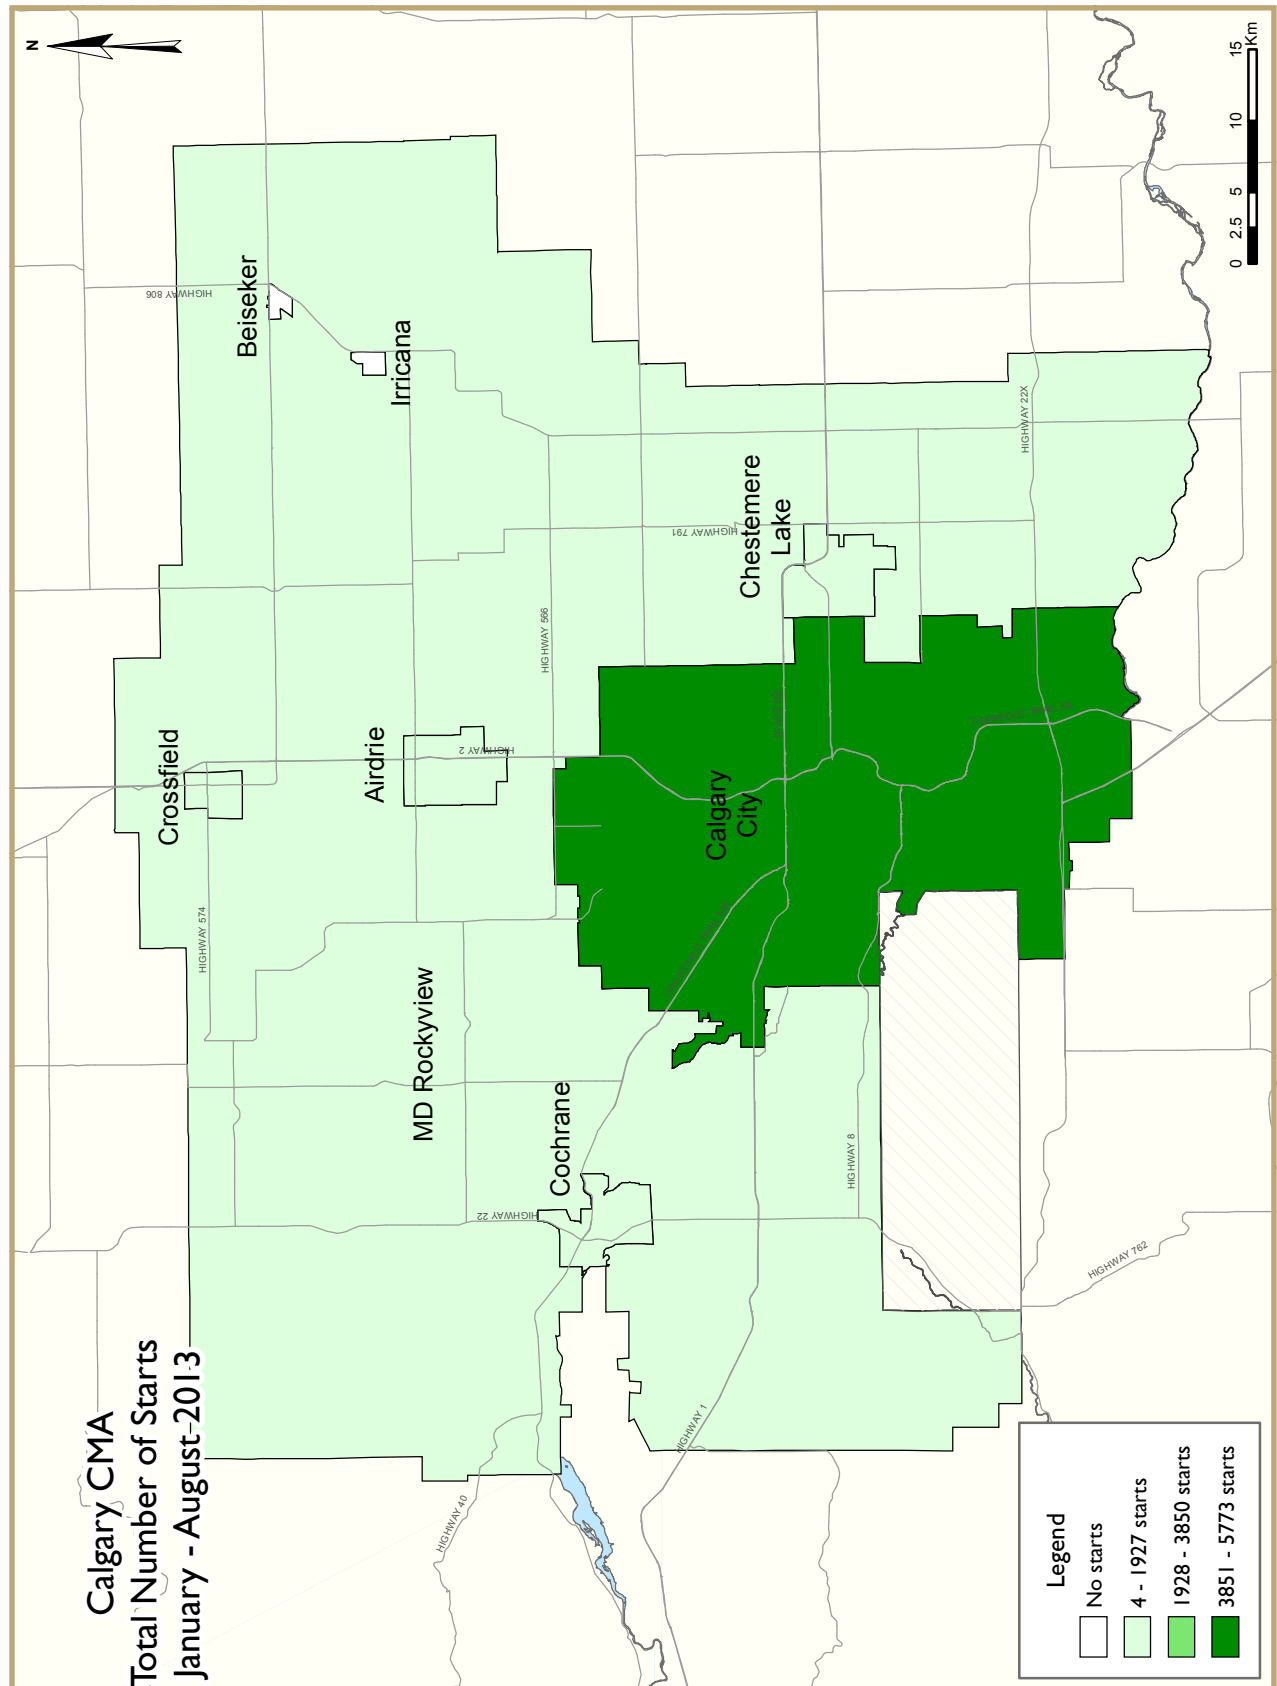 Calgary CMA
Total Number of Starts
January - August 2013
N
Crossfield
Beiseker
Irricana
Airdrie
MD Rockyview
Cochrane
Calgary
City
Chestemere
Lake
HIGHWAY 806
HIGHWAY 574
HIGHWAY 2
HIGHWAY 566
HIGHWAY 791
HIGHWAY 22
HIGHWAY 22X
HIGHWAY 8
HIGHWAY 1
HIGHWAY 40
HIGHWAY 762
Legend
No starts
4 - 1927 starts
1928 - 3850 starts
3851 - 5773 starts
0 2.5 5 10 15
Km